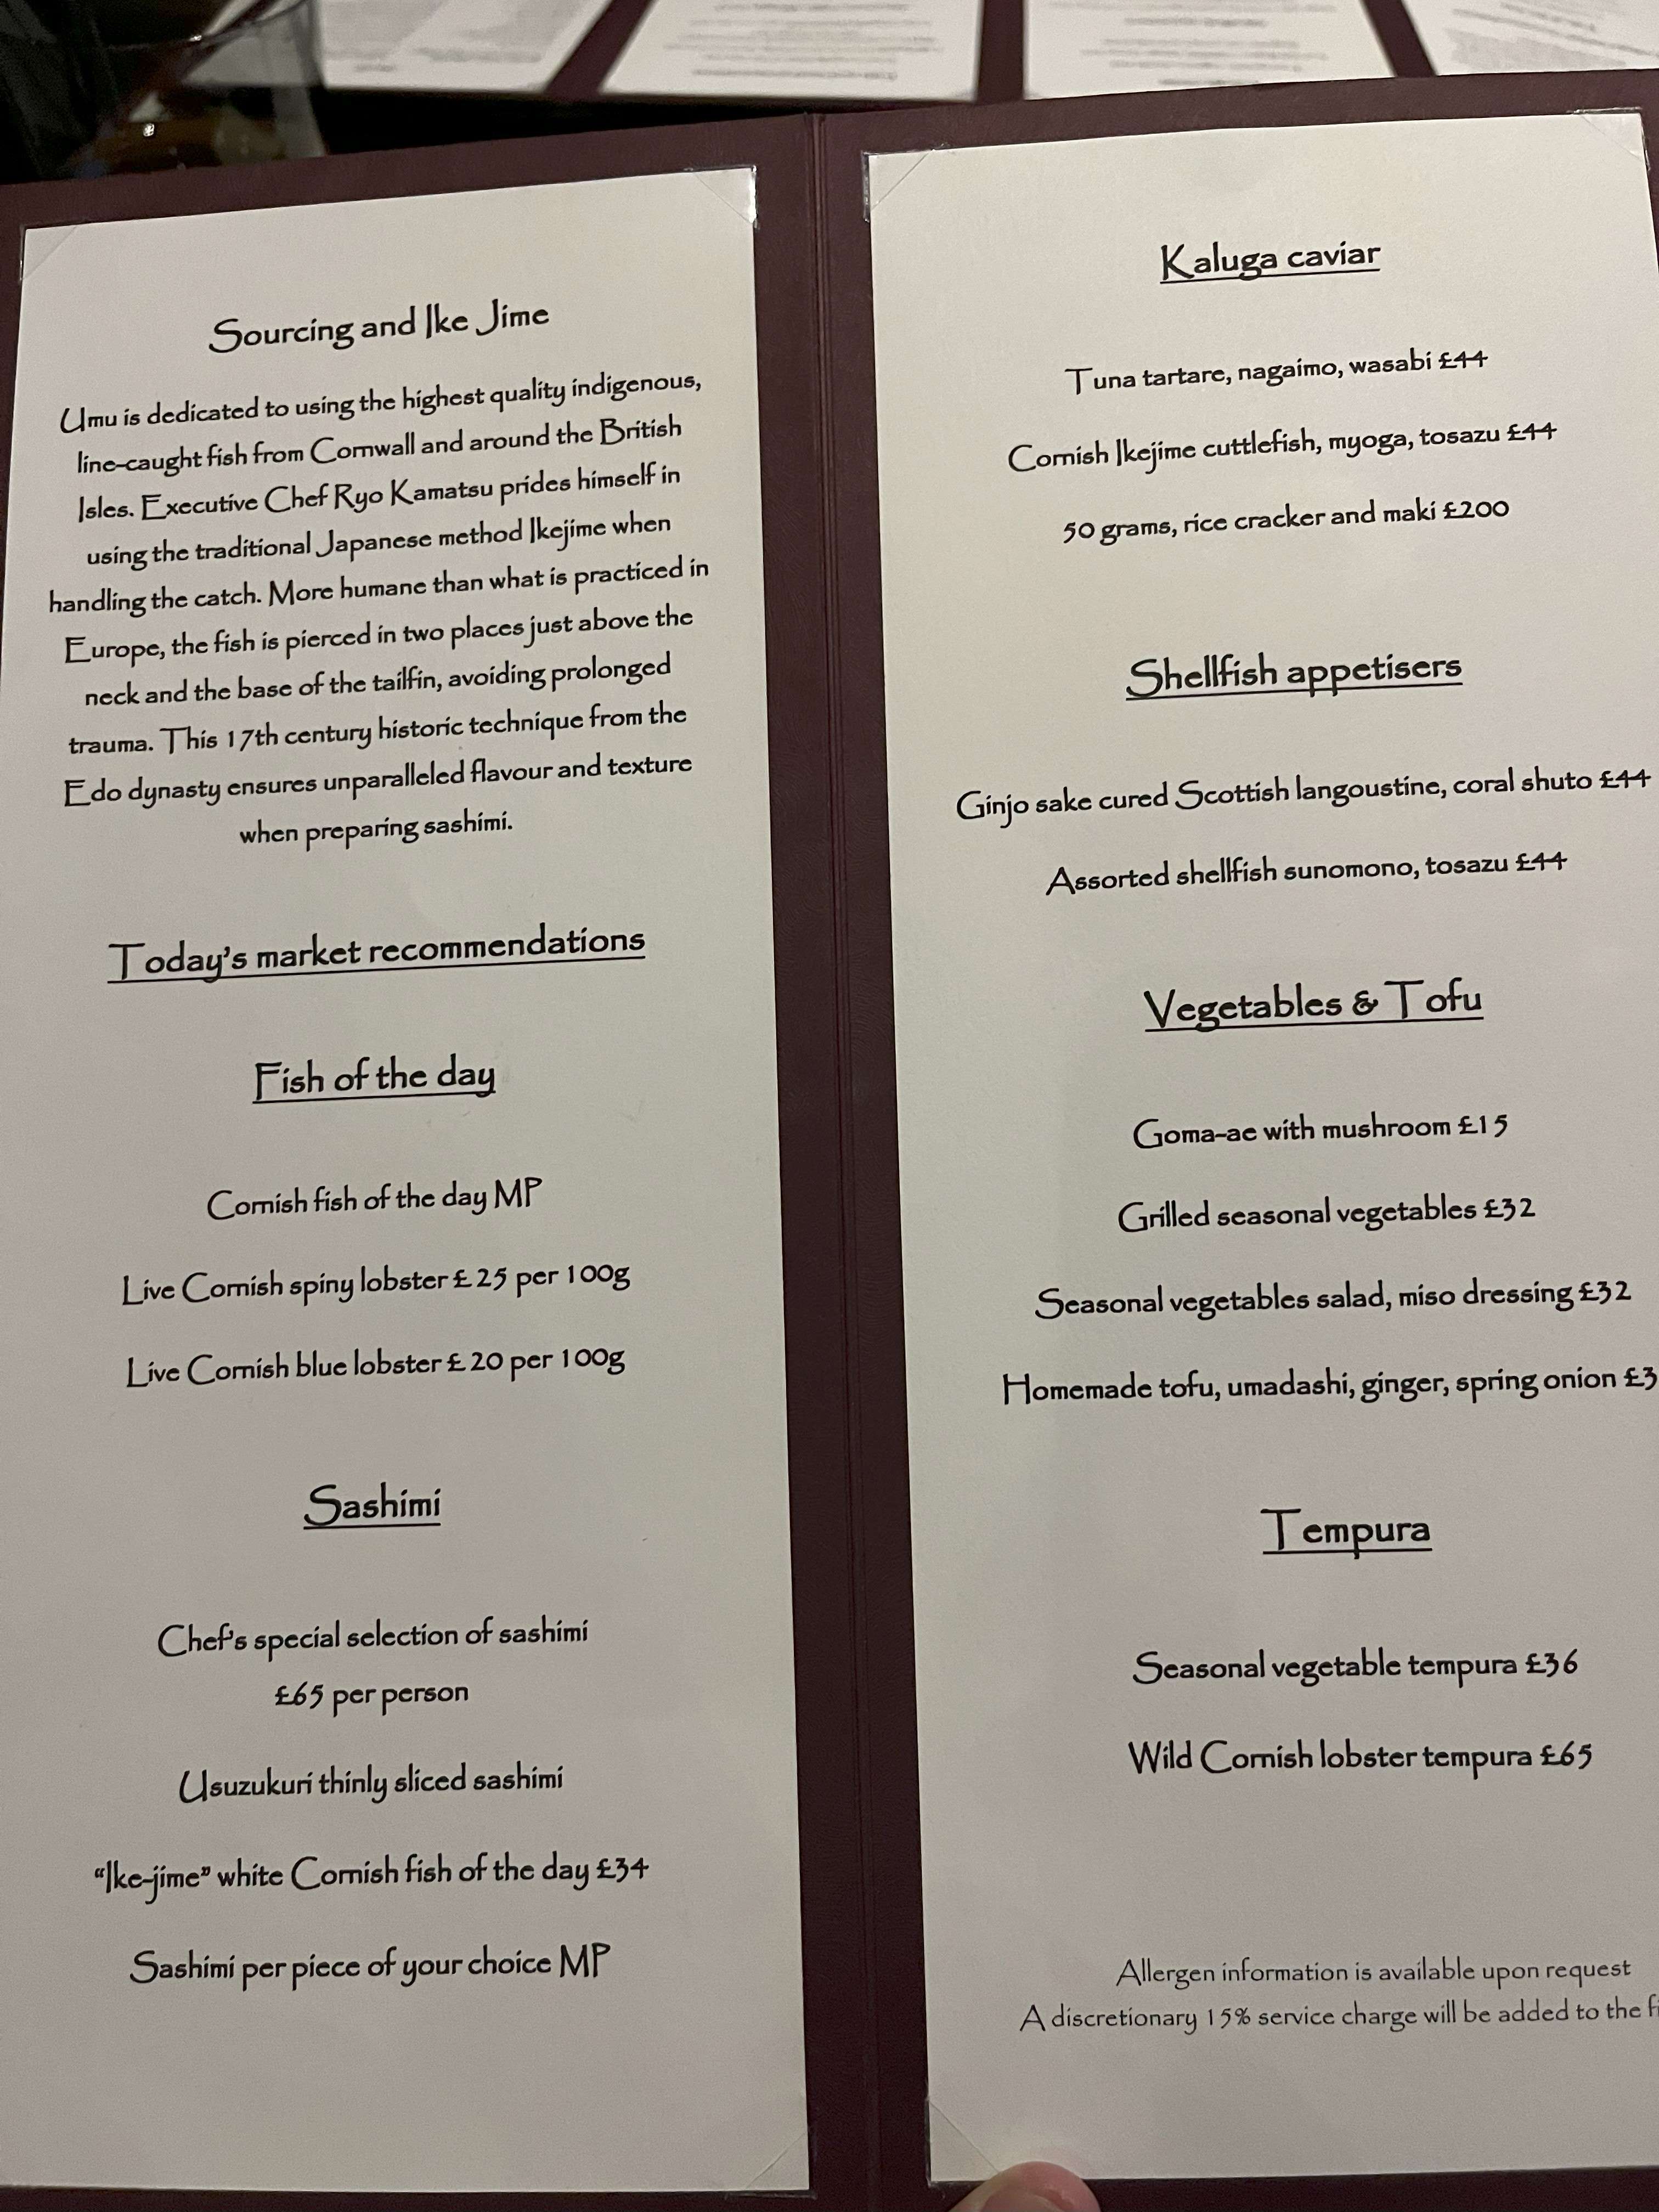 Sourcing and Ike Jime
Umu is dedicated to using the highest quality indigenous,
line-caught fish from Cornwall and around the British
Isles. Executive Chef Ryo Kamatsu prides himself in
using the traditional Japanese method Ikejime when
handling the catch. More humane than what is practiced in
Europe, the fish is pierced in two places just above the
neck and the base of the tailfin, avoiding prolonged
trauma. This 17th century historic technique from the
Edo dynasty ensures unparalleled flavour and texture
when preparing sashimi.
Today's market recommendations
Fish of the day
Cornish fish of the day MP
Live Cornish spiny lobster £ 25 per 100g
Live Cornish blue lobster £ 20 per 100g
Sashimi
Chef's special selection of sashimi
£65 per person
Usuzukuri thinly sliced sashimi
"Ike-jime" white Cornish fish of the day £34
Sashimi per piece of your choice MP
Kaluga caviar
Tuna tartare, nagaimo, wasabi £44
Cornish Ikejime cuttlefish, myoga, tosazu £44
50 grams, rice cracker and maki £200
Shellfish appetisers
Ginjo sake cured Scottish langoustine, coral shuto £44
Assorted shellfish sunomono, tosazu £44
Vegetables & Tofu
Goma-ae with mushroom £15
Grilled seasonal vegetables £32
Seasonal vegetables salad, miso dressing £32
Homemade tofu, umadashi, ginger, spring onion £3
Tempura
Seasonal vegetable tempura £36
Wild Cornish lobster tempura £65
Allergen information is available upon request
A discretionary 15% service charge will be added to the